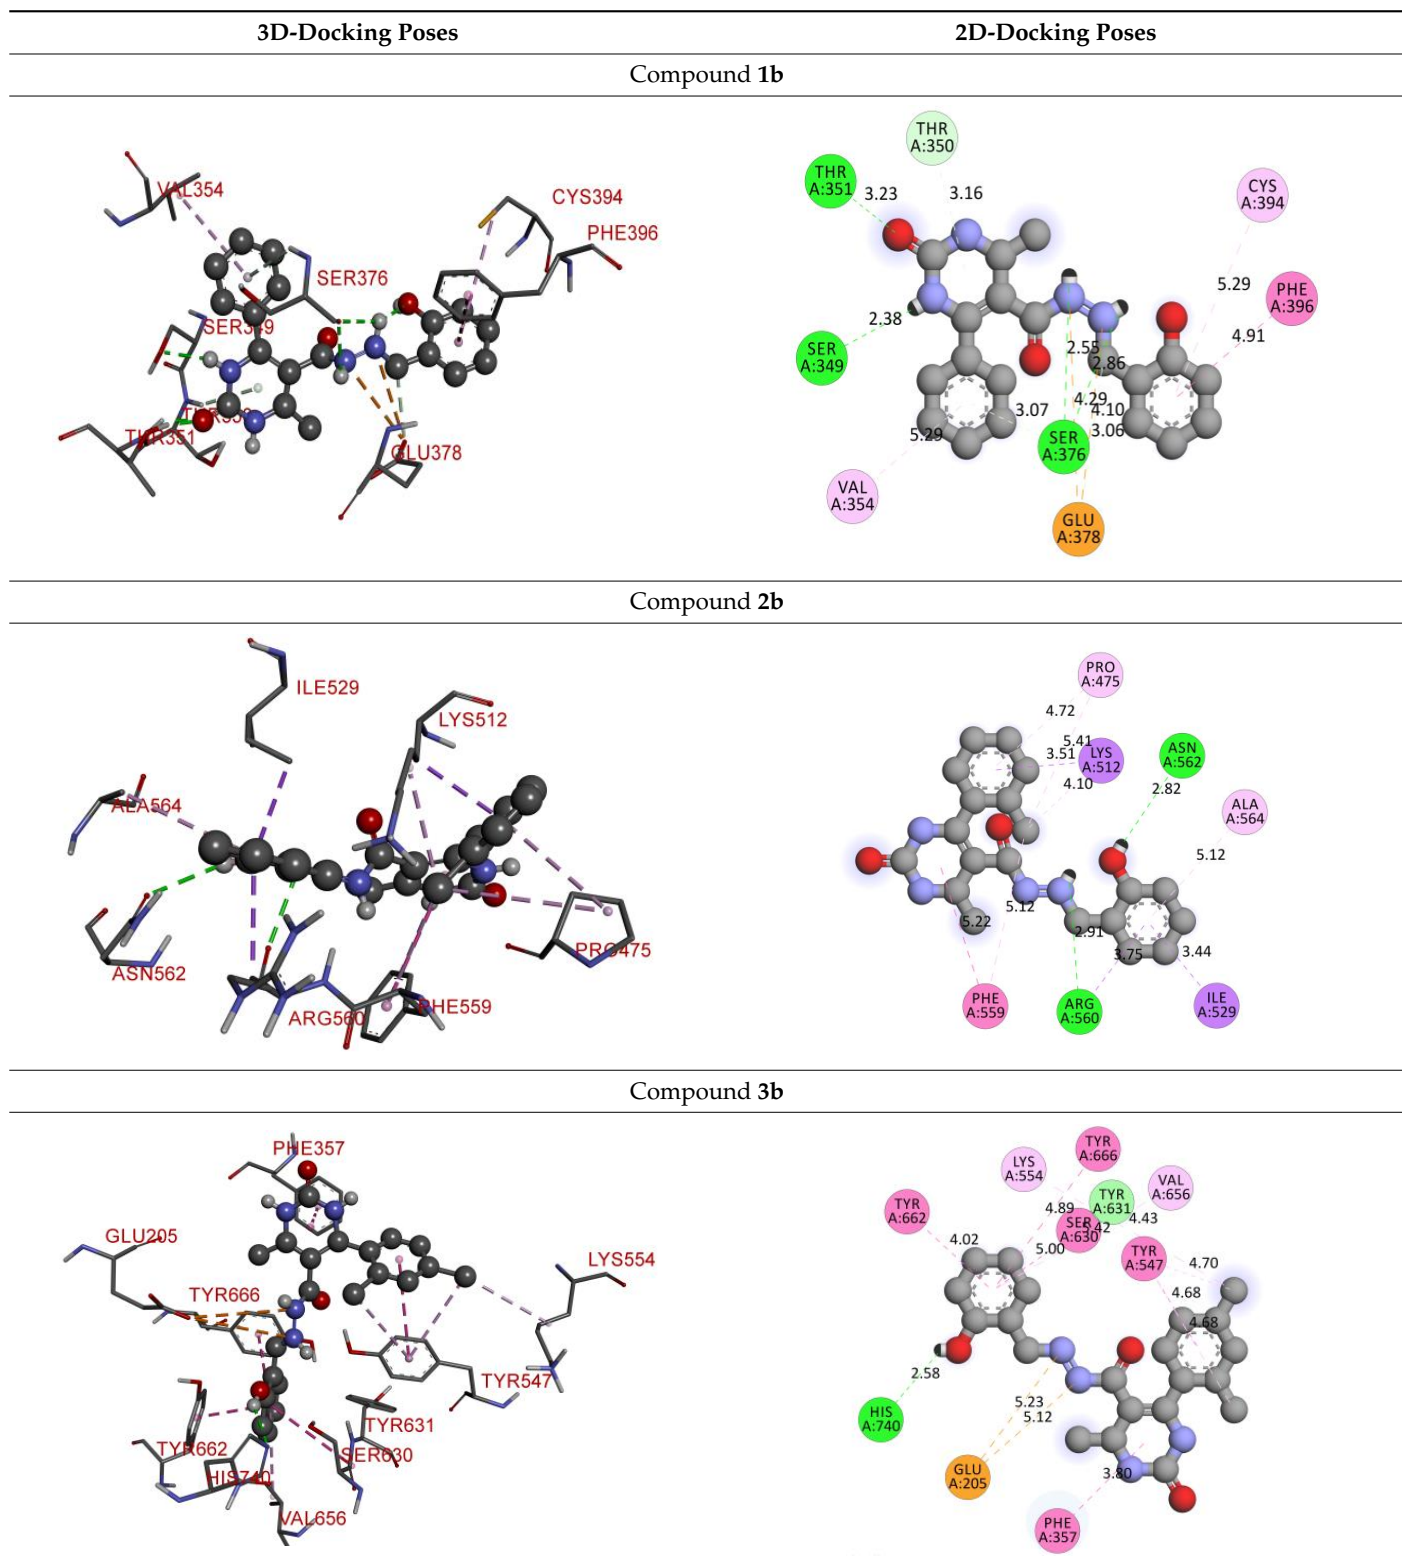 3D-Docking Poses
2D-Docking Poses
Compound 1b
VAL354
SER376
CYS394
PHE396
SER349
THR351
GLU378
THR
A:350
THR
A:351
3.23
3.16
CYS
A:394
5.29
PHE
A:396
4.91
2.38
SER
A:349
2.55
2.86
4.29
4.10
3.06
3.07
5.29
SER
A:376
VAL
A:354
GLU
A:378
Compound 2b
ILE529
LYS512
ALA564
ASN562
ARG560
PHE559
PRO475
PRO
A:475
4.72
5.41
3.51
LYS
A:512
4.10
ASN
A:562
2.82
ALA
A:564
5.12
5.22
5.12
2.91
3.75
3.44
PHE
A:559
ARG
A:560
ILE
A:529
Compound 3b
PHE357
GLU205
LYS554
TYR666
TYR547
TYR631
TYR662
SER630
HIS740
VAL656
TYR
A:666
LYS
A:554
VAL
A:656
TYR
A:631
TYR
A:662
4.89
SER
A:630
4.43
4.02
5.00
TYR
A:547
4.70
4.68
4.68
2.58
HIS
A:740
5.23
5.12
GLU
A:205
3.80
PHE
A:357